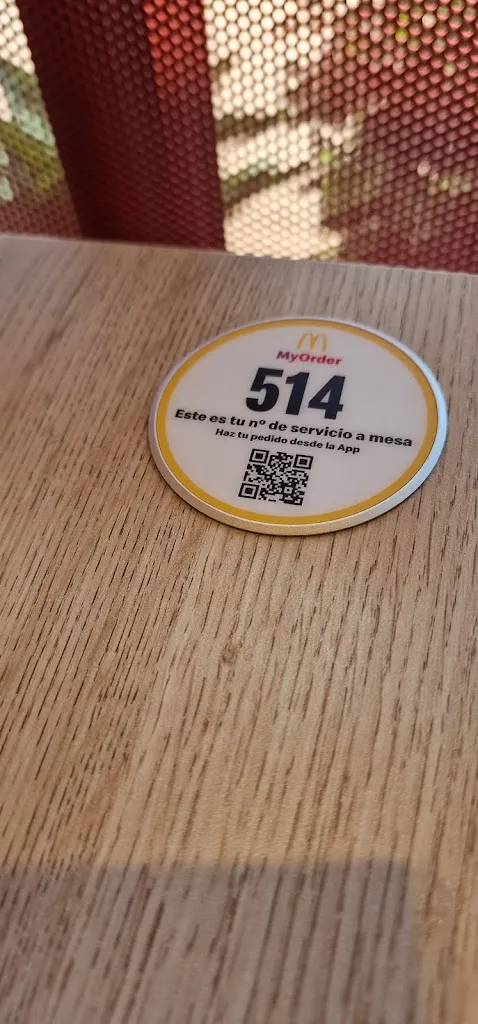 MyOrder
514
Este es tu nº de servicio a mesa
Haz tu pedido desde la App